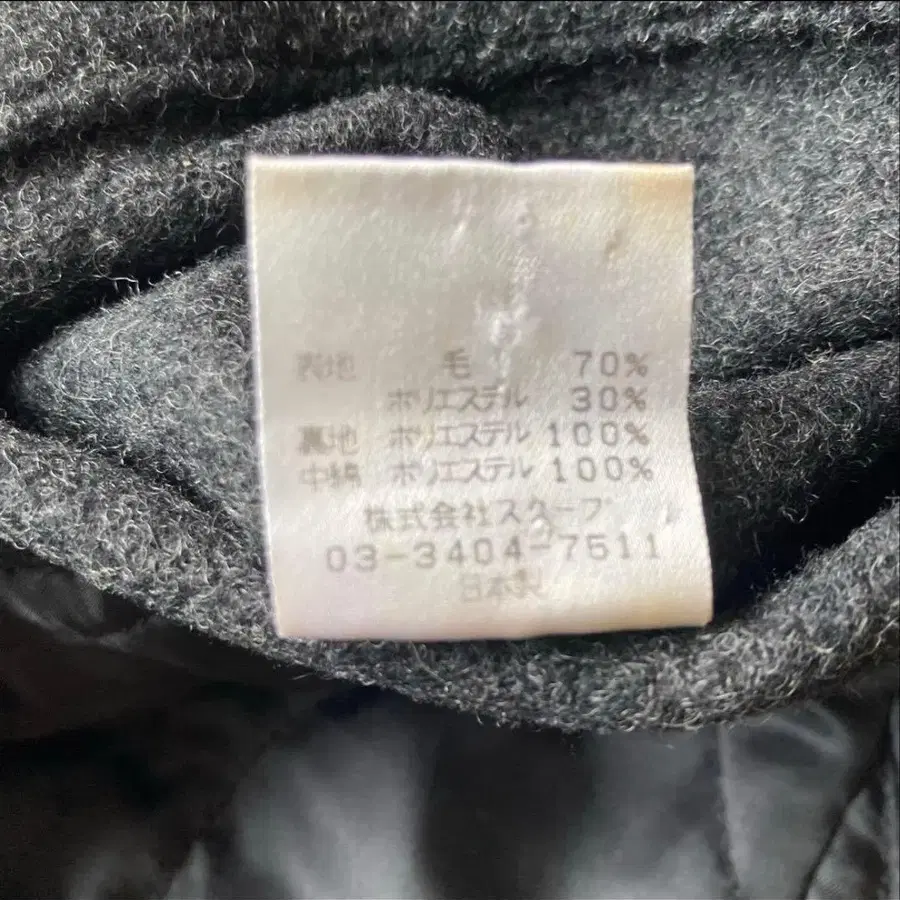 表地 毛 70%
ポリエステル 30%
裏地 ポリエステル 100%
中綿 ポリエステル 100%
株式会社スクープ
03-3404-7511
日本製